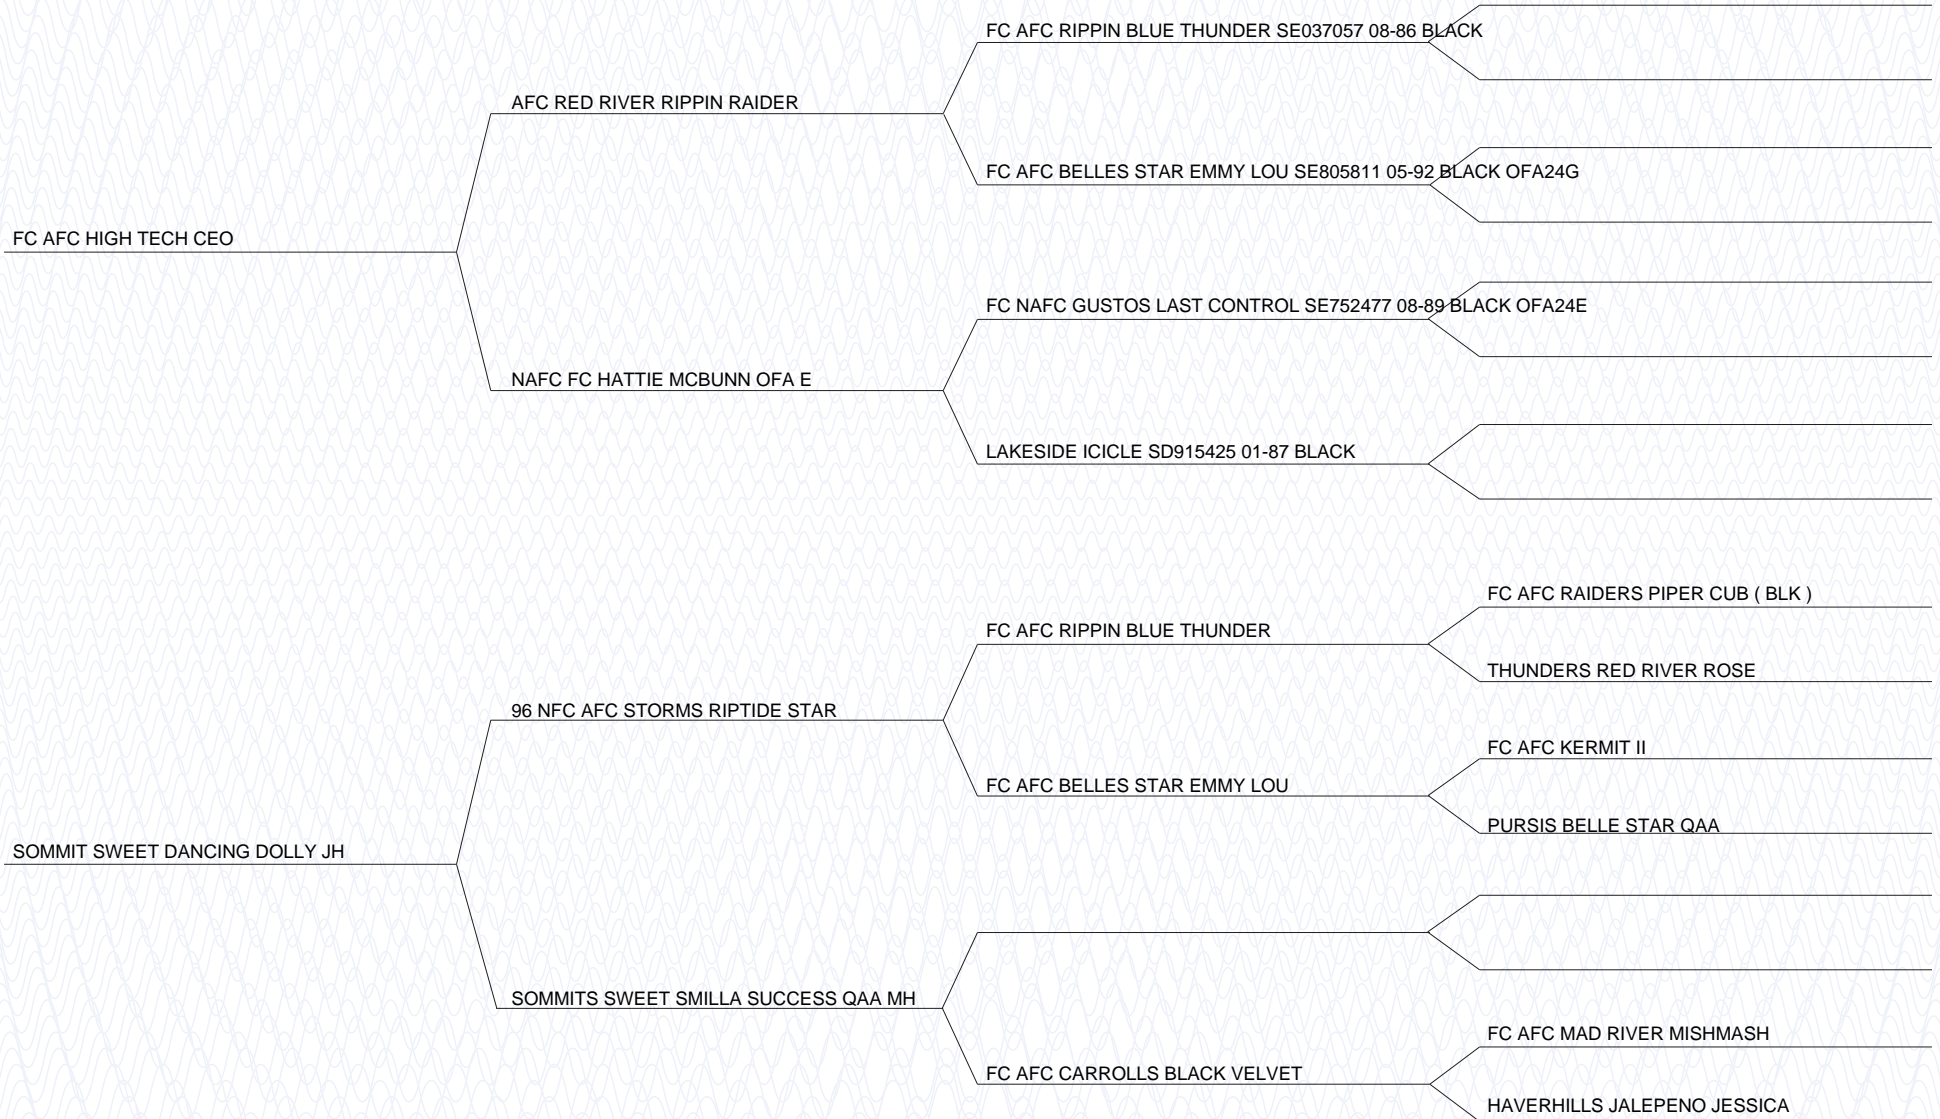 FC AFC RIPPIN BLUE THUNDER SE037057 08-86 BLACK
AFC RED RIVER RIPPIN RAIDER
FC AFC BELLES STAR EMMY LOU SE805811 05-92 BLACK OFA24G
FC AFC HIGH TECH CEO
FC NAFC GUSTOS LAST CONTROL SE752477 08-89 BLACK OFA24E
NAFC FC HATTIE MCBUNN OFA E
LAKESIDE ICICLE SD915425 01-87 BLACK
FC AFC RAIDERS PIPER CUB ( BLK )
FC AFC RIPPIN BLUE THUNDER
THUNDERS RED RIVER ROSE
96 NFC AFC STORMS RIPTIDE STAR
FC AFC KERMIT II
FC AFC BELLES STAR EMMY LOU
PURSIS BELLE STAR QAA
SOMMIT SWEET DANCING DOLLY JH
SOMMITS SWEET SMILLA SUCCESS QAA MH
FC AFC MAD RIVER MISHMASH
FC AFC CARROLLS BLACK VELVET
HAVERHILLS JALEPENO JESSICA